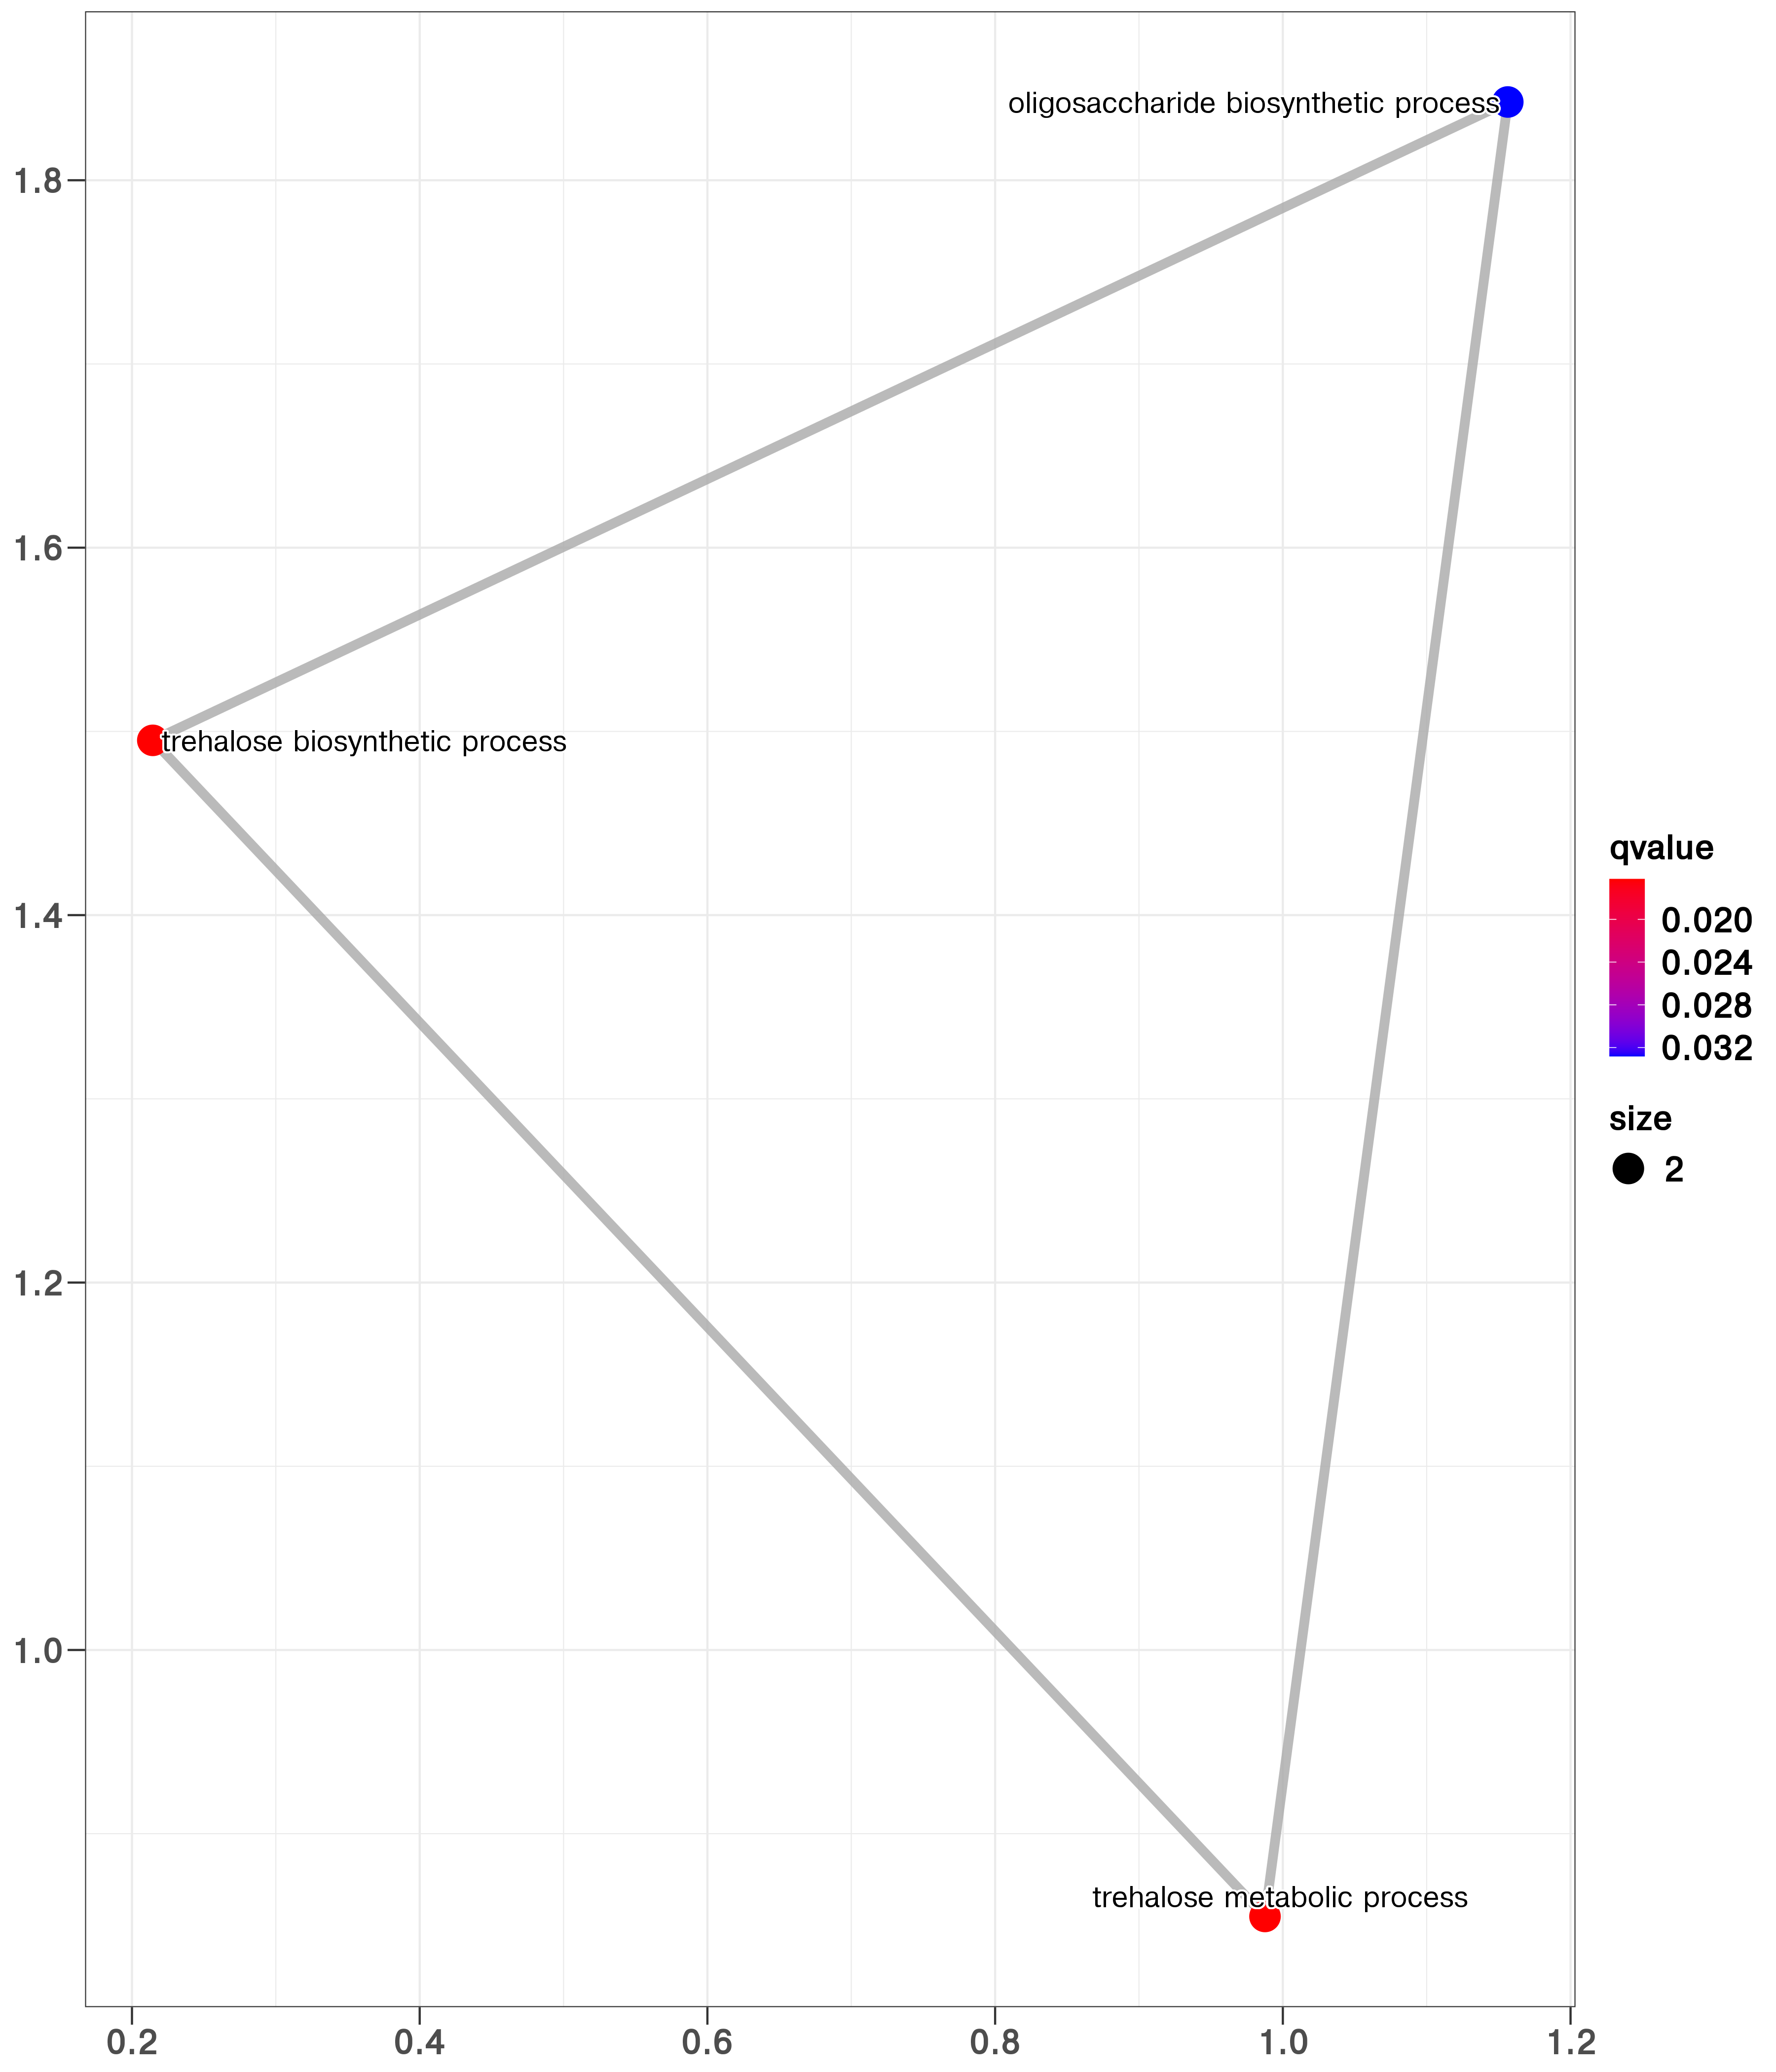 oligosaccharide biosynthetic process
1.8
1.6
trehalose biosynthetic process
1.4
1.2
1.0
trehalose metabolic process
0.2 0.4 0.6 0.8 1.0 1.2
qvalue
0.020
0.024
0.028
0.032
size
2